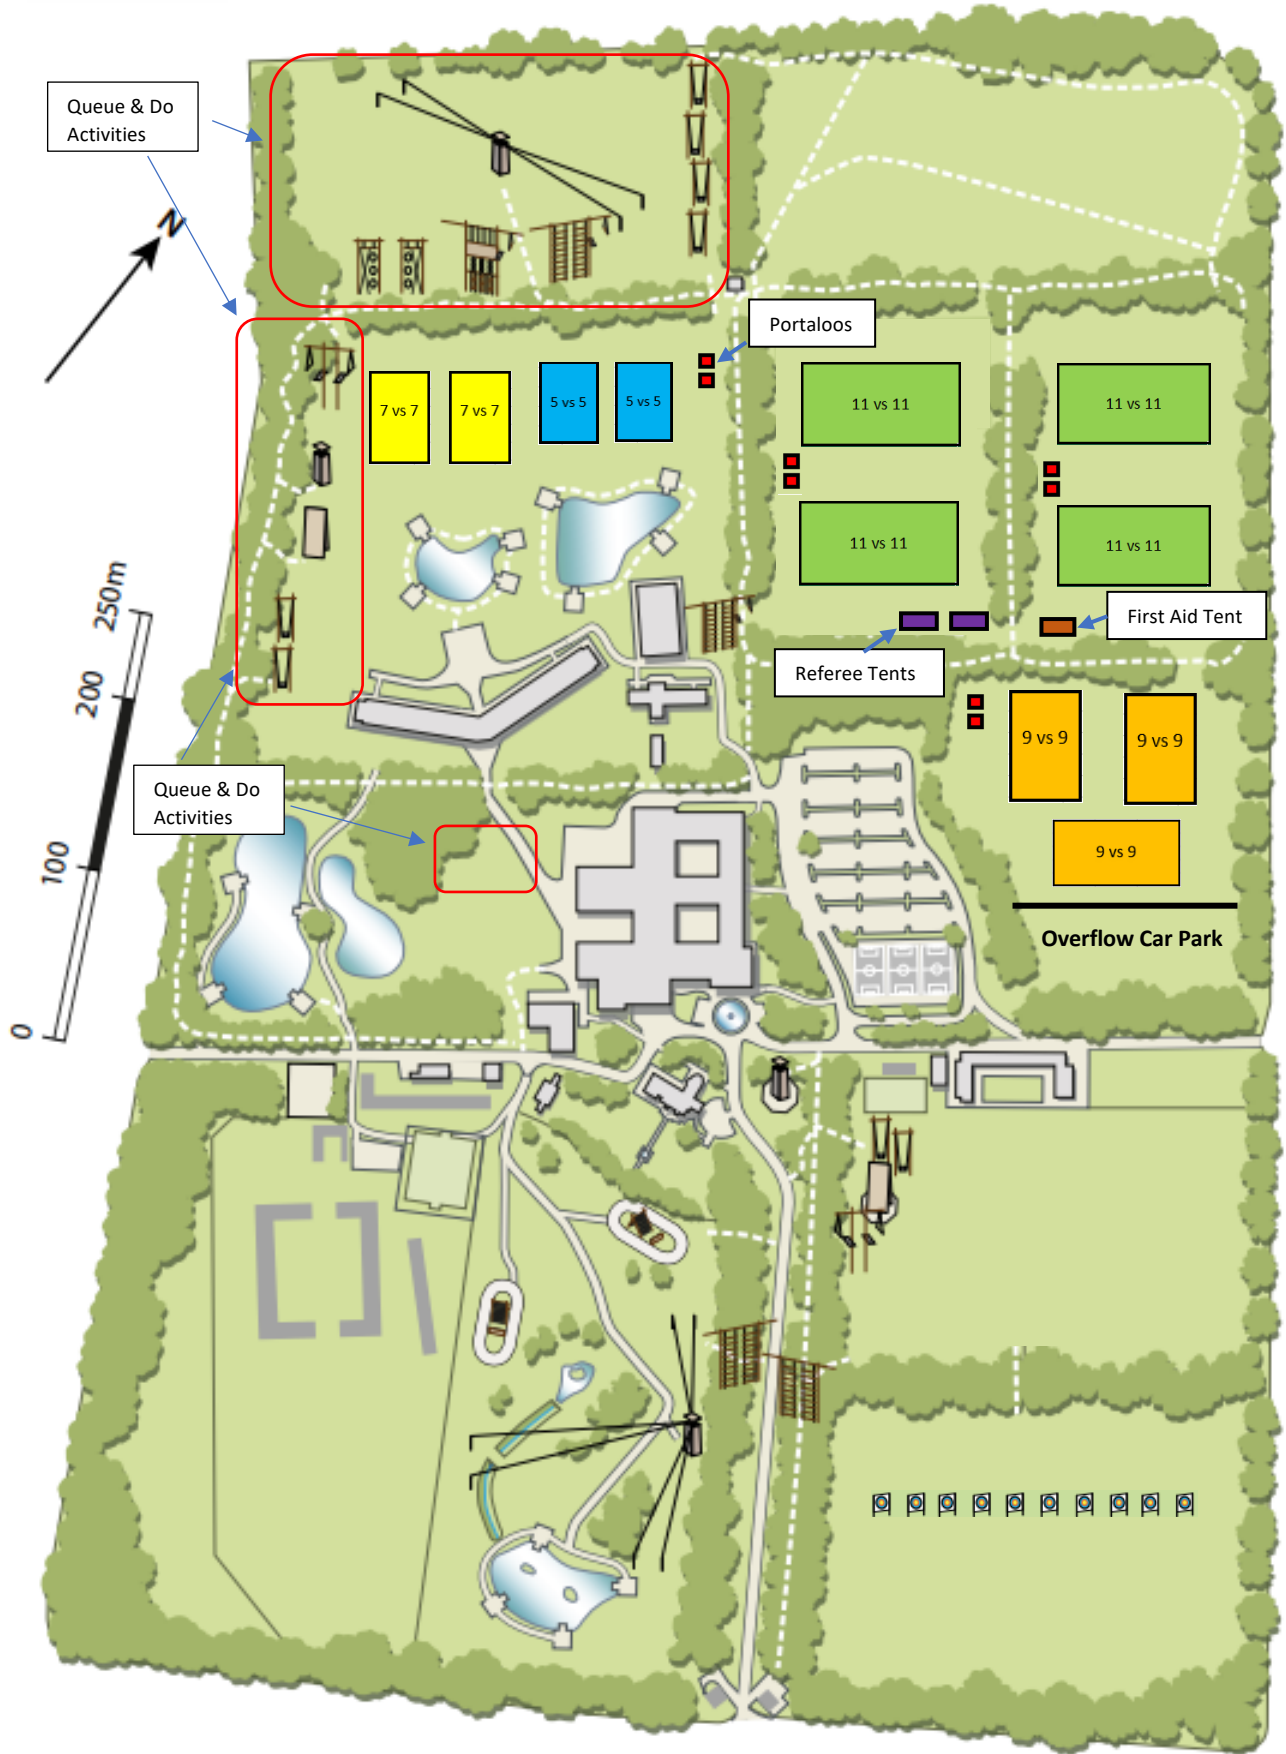 Queue & Do
Activities
N
Portaloos
7 vs 7
7 vs 7
5 vs 5
5 vs 5
11 vs 11
11 vs 11
11 vs 11
11 vs 11
First Aid Tent
Referee Tents
250m
200
100
0
9 vs 9
9 vs 9
9 vs 9
Queue & Do
Activities
Overflow Car Park